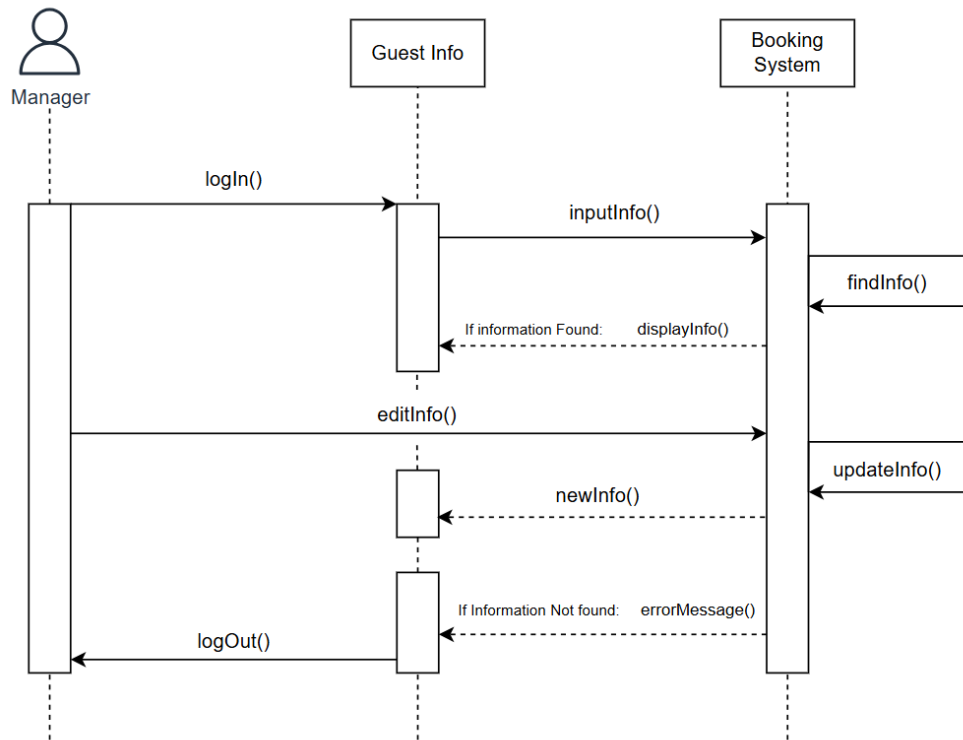 Manager
Guest Info
Booking
System
logIn()
inputInfo()
findInfo()
If information Found: displayInfo()
editInfo()
updateInfo()
newInfo()
If Information Not found: errorMessage()
logOut()